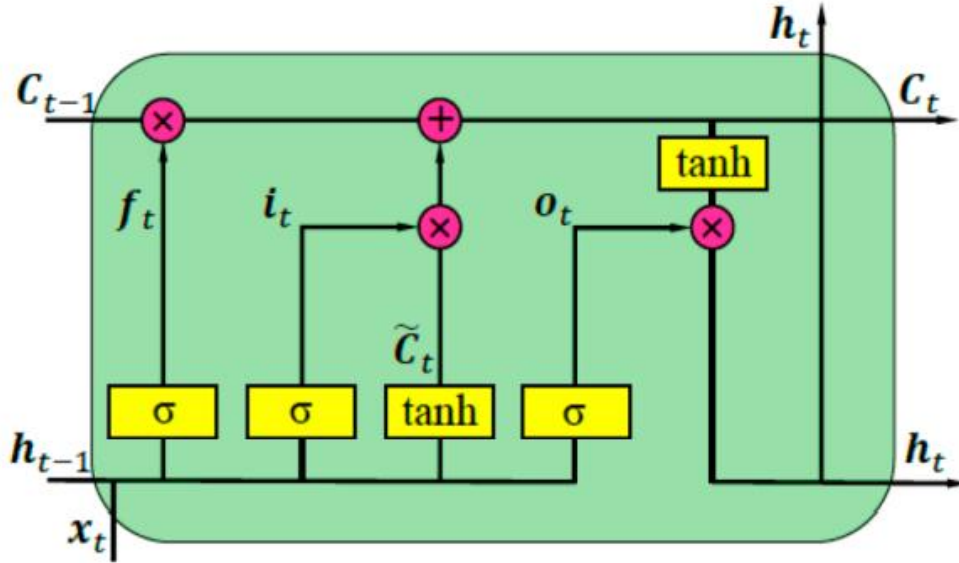 h_t
C_{t-1}
C_t
×
+
tanh
f_t
i_t
×
o_t
×
C̃_t
σ
σ
tanh
σ
h_{t-1}
h_t
x_t